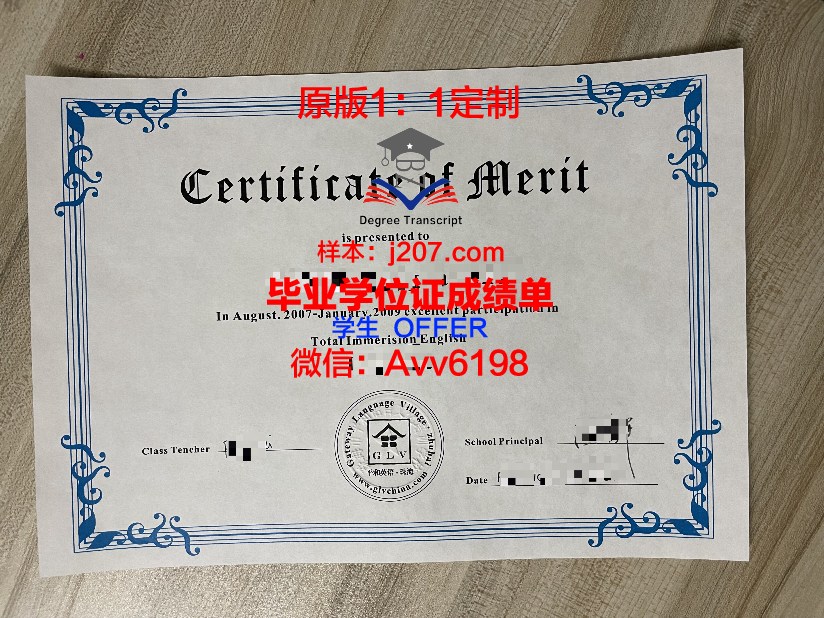 原版1：1定制
Certificate of Merit
Degree Transcript
is presented to
样本：j207.com
毕业学位证成绩单
In August. 2007-January. 2009 excellent participation in
学生 OFFER
Total Immerision English
微信：Avv6198
Class Teacher
Gateway Language Village · zhuhai
GLV
www.glvchina.com
School Principal
Date